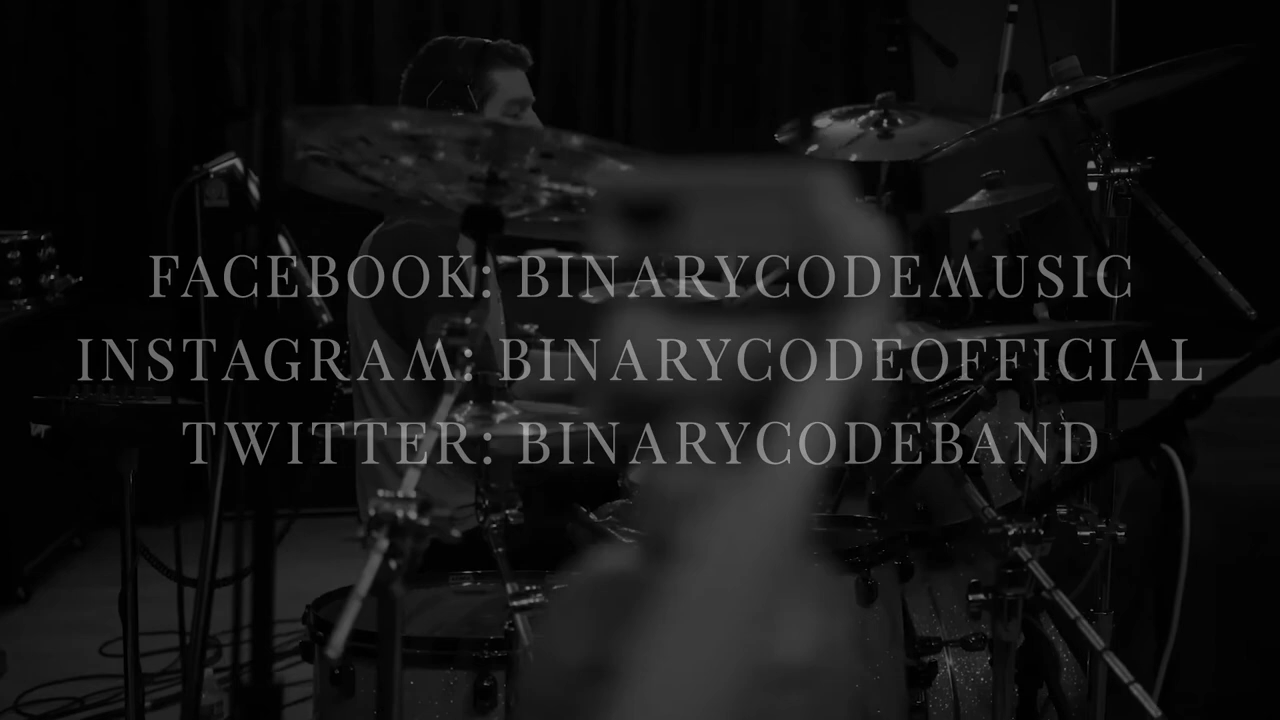 FACEBOOK: BINARYCODEMUSIC
INSTAGRAM: BINARYCODEOFFICIAL
TWITTER: BINARYCODEBAND